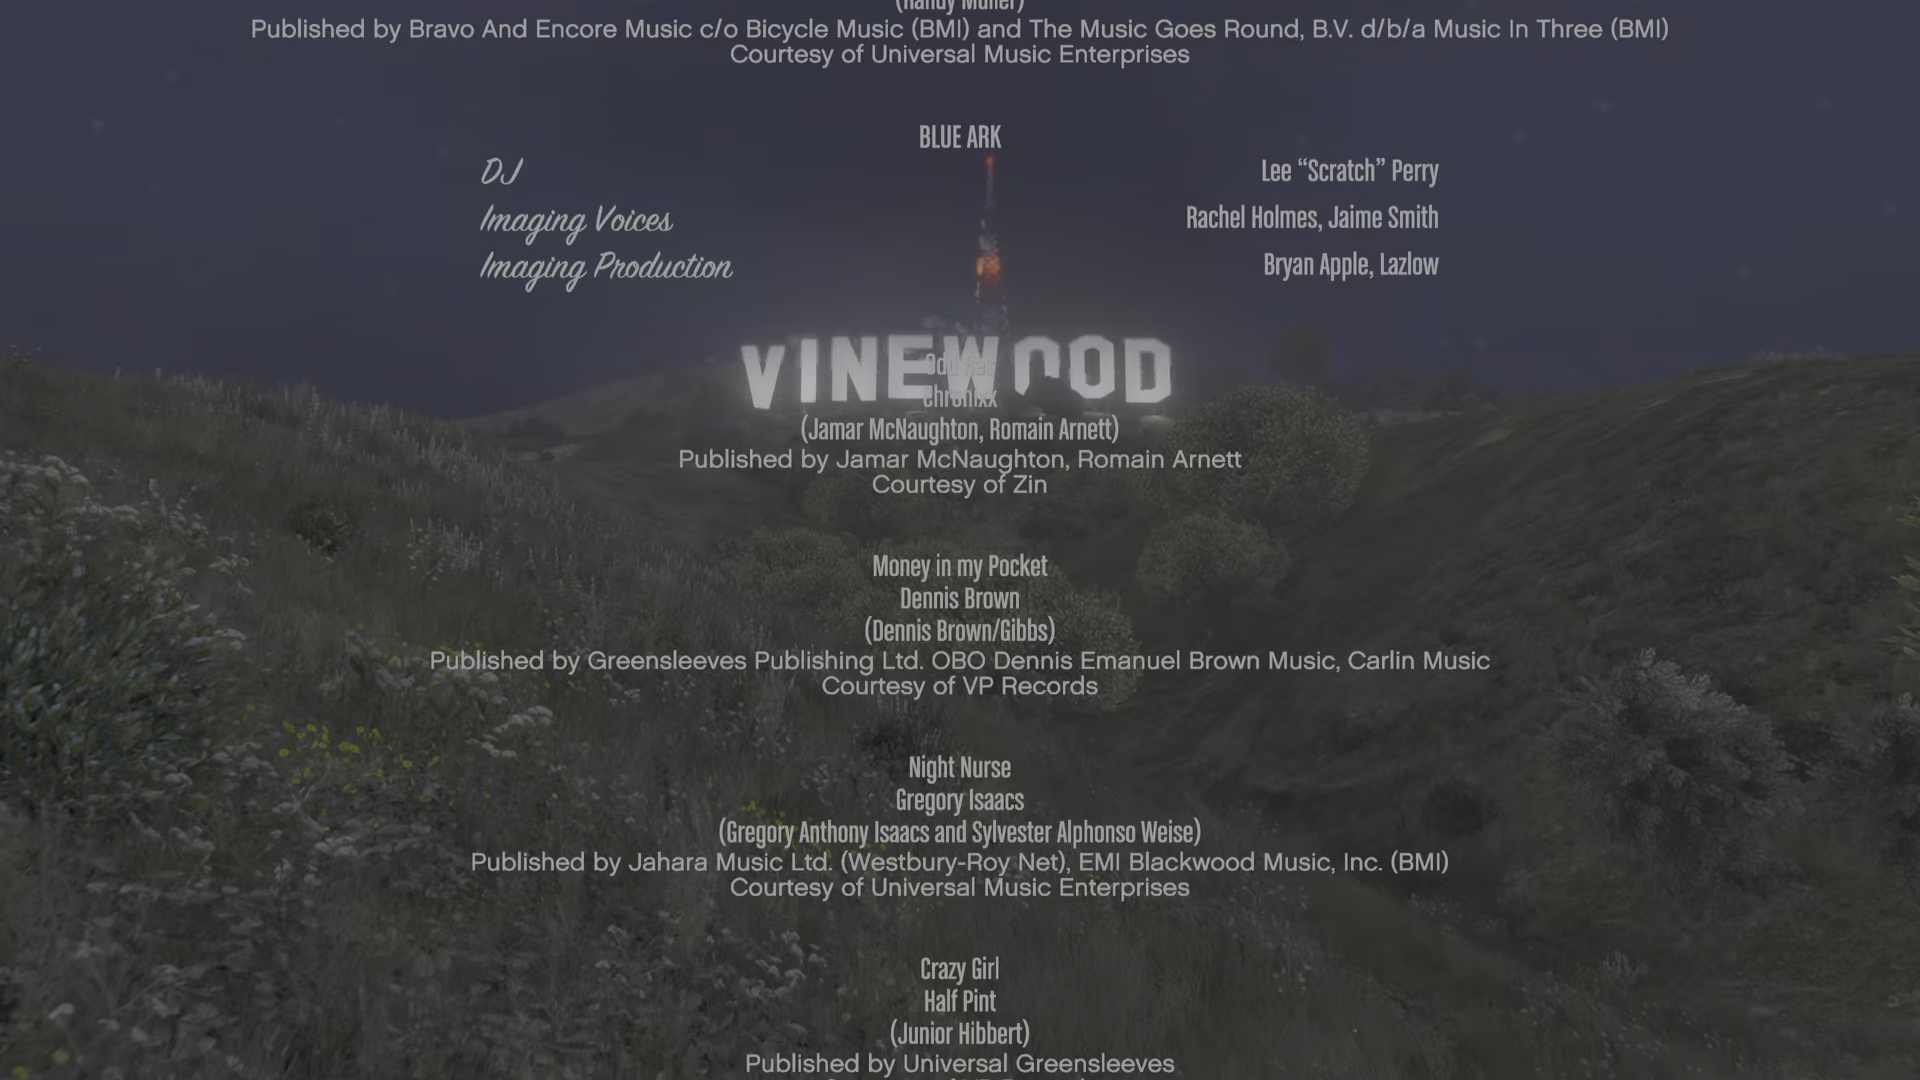 (Randy Muller)
Published by Bravo And Encore Music c/o Bicycle Music (BMI) and The Music Goes Round, B.V. d/b/a Music In Three (BMI)
Courtesy of Universal Music Enterprises
BLUE ARK
DJ Lee “Scratch” Perry
Imaging Voices Rachel Holmes, Jaime Smith
Imaging Production Bryan Apple, Lazlow
VINEWOOD
Chronixx
(Jamar McNaughton, Romain Arnett)
Published by Jamar McNaughton, Romain Arnett
Courtesy of Zin
Money in my Pocket
Dennis Brown
(Dennis Brown/Gibbs)
Published by Greensleeves Publishing Ltd. OBO Dennis Emanuel Brown Music, Carlin Music
Courtesy of VP Records
Night Nurse
Gregory Isaacs
(Gregory Anthony Isaacs and Sylvester Alphonso Weise)
Published by Jahara Music Ltd. (Westbury-Roy Net), EMI Blackwood Music, Inc. (BMI)
Courtesy of Universal Music Enterprises
Crazy Girl
Half Pint
(Junior Hibbert)
Published by Universal Greensleeves